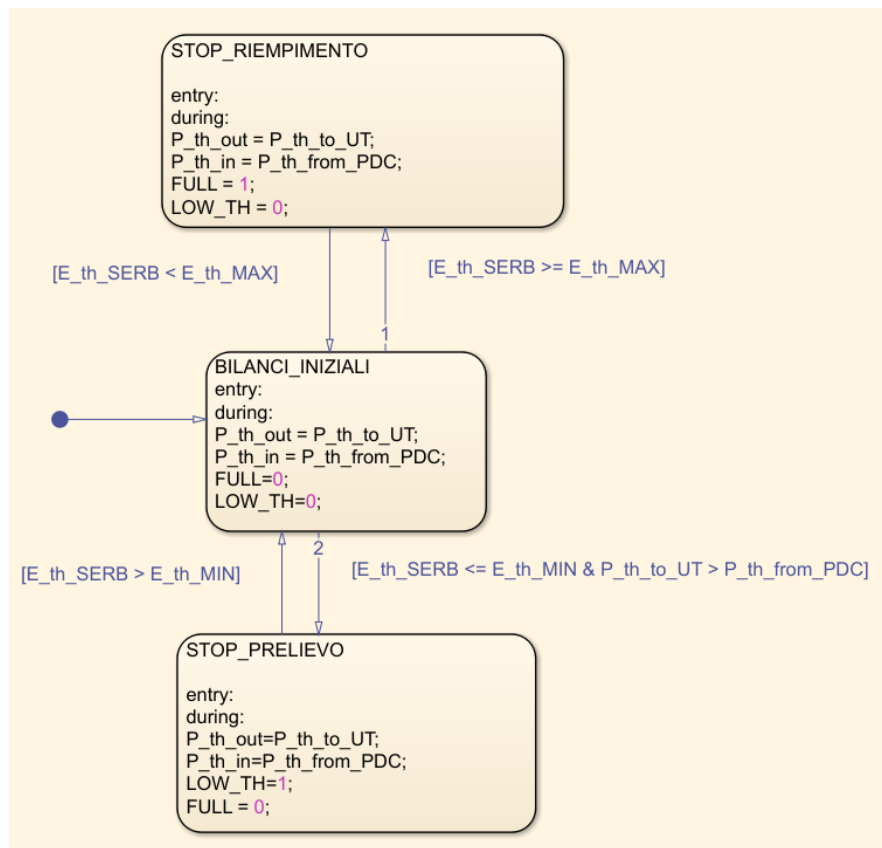 STOP_RIEMPIMENTO
entry:
during:
P_th_out = P_th_to_UT;
P_th_in = P_th_from_PDC;
FULL = 1;
LOW_TH = 0;
[E_th_SERB < E_th_MAX]
[E_th_SERB >= E_th_MAX]
1
BILANCI_INIZIALI
entry:
during:
P_th_out = P_th_to_UT;
P_th_in = P_th_from_PDC;
FULL=0;
LOW_TH=0;
2
[E_th_SERB > E_th_MIN]
[E_th_SERB <= E_th_MIN & P_th_to_UT > P_th_from_PDC]
STOP_PRELIEVO
entry:
during:
P_th_out=P_th_to_UT;
P_th_in=P_th_from_PDC;
LOW_TH=1;
FULL = 0;